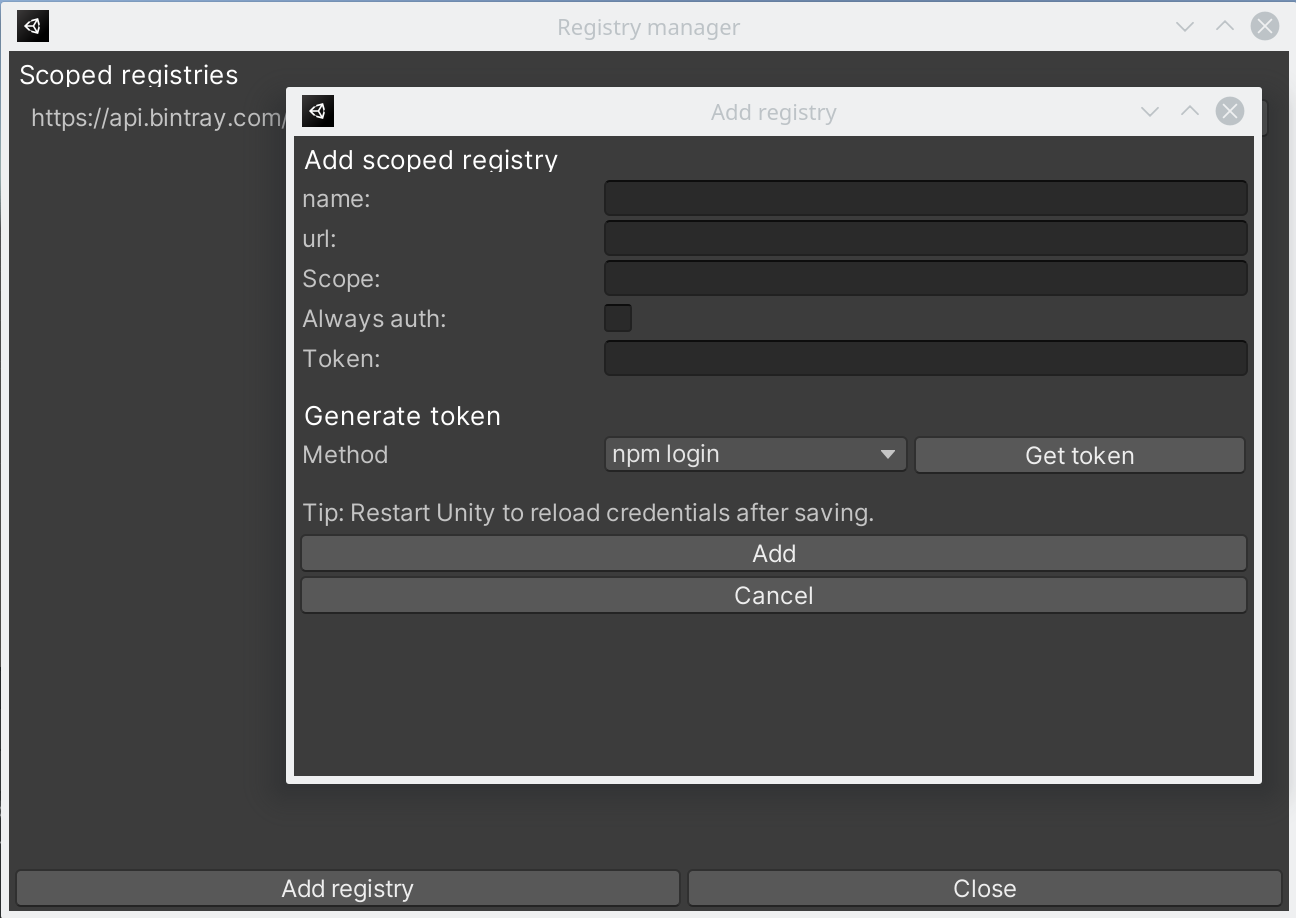 Registry manager
Scoped registries
https://api.bintray.com/
Add registry
Add scoped registry
name:
url:
Scope:
Always auth:
Token:
Generate token
Method npm login Get token
Tip: Restart Unity to reload credentials after saving.
Add
Cancel
Add registry Close